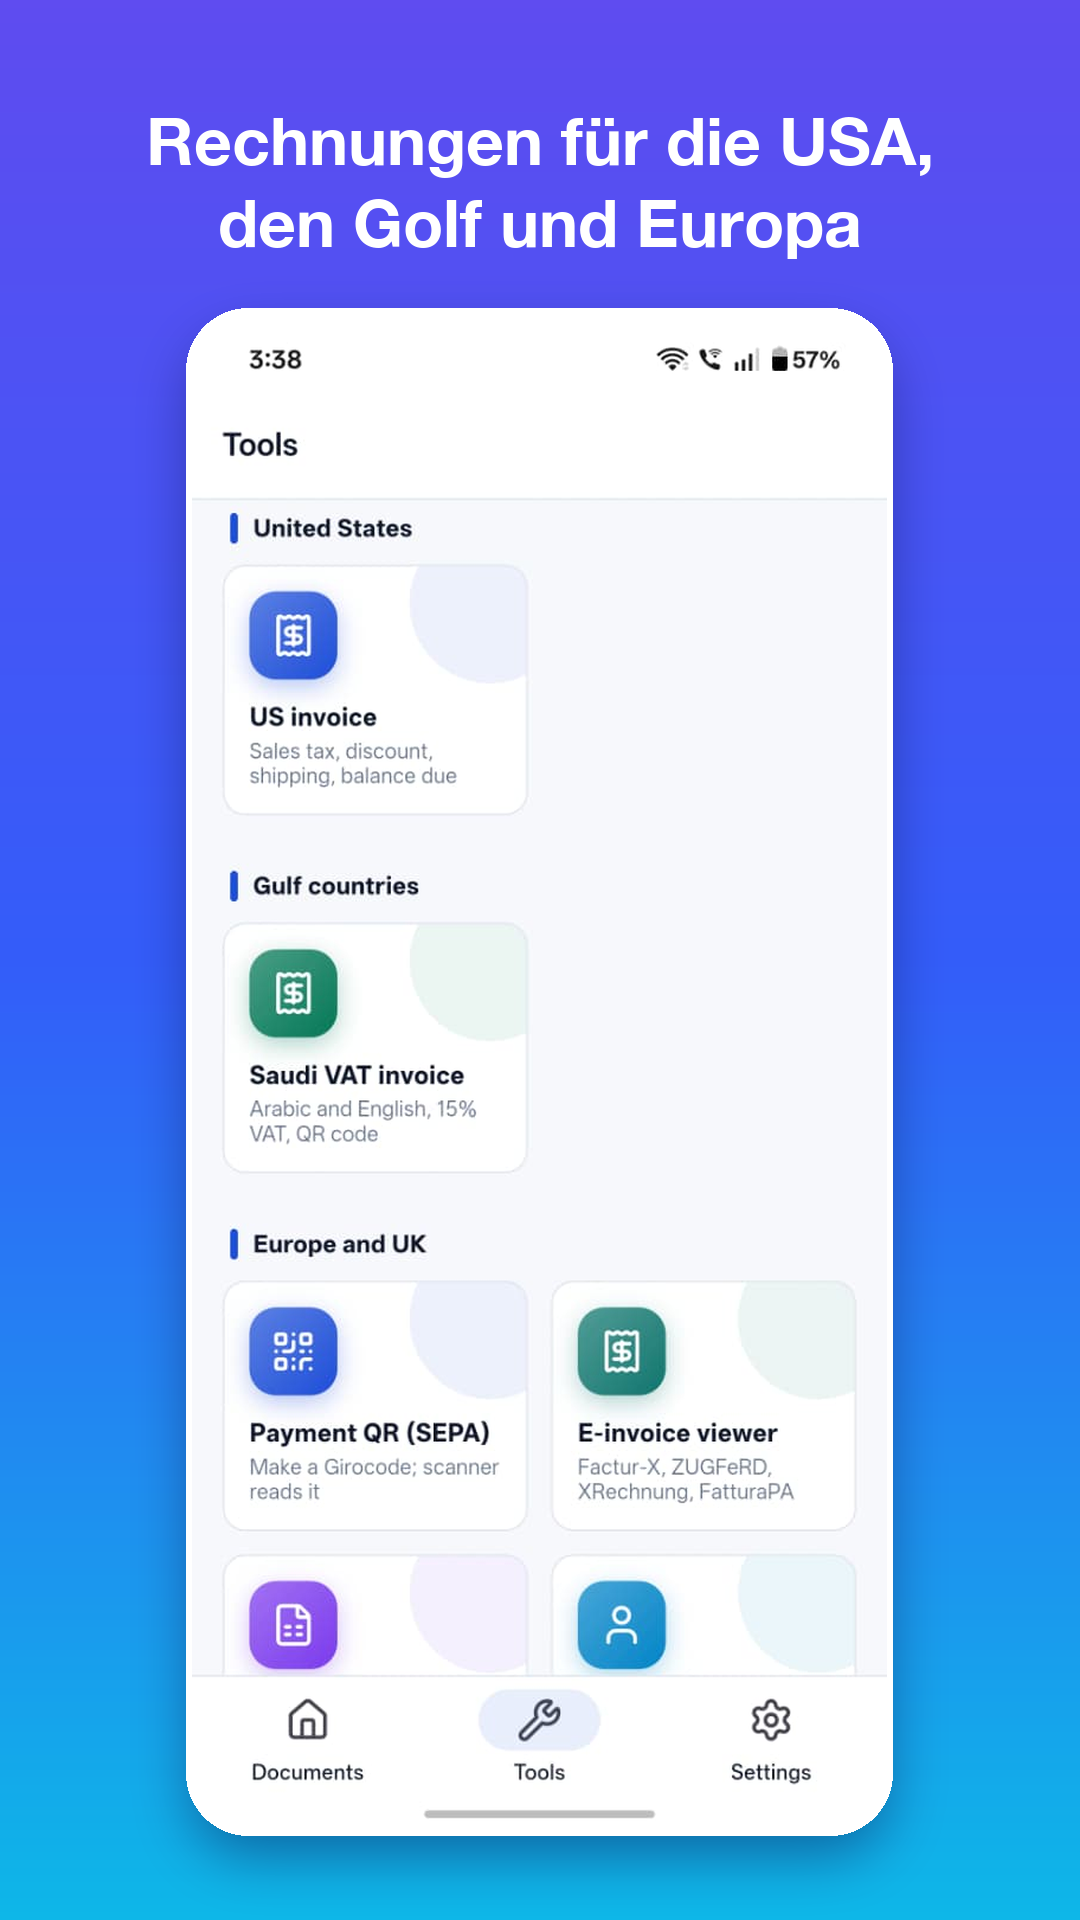 Rechnungen für die USA,
den Golf und Europa
3:38
57%
Tools
United States
US invoice
Sales tax, discount,
shipping, balance due
Gulf countries
Saudi VAT invoice
Arabic and English, 15%
VAT, QR code
Europe and UK
Payment QR (SEPA)
Make a Girocode; scanner
reads it
E-invoice viewer
Factur-X, ZUGFeRD,
XRechnung, FatturaPA
Documents
Tools
Settings